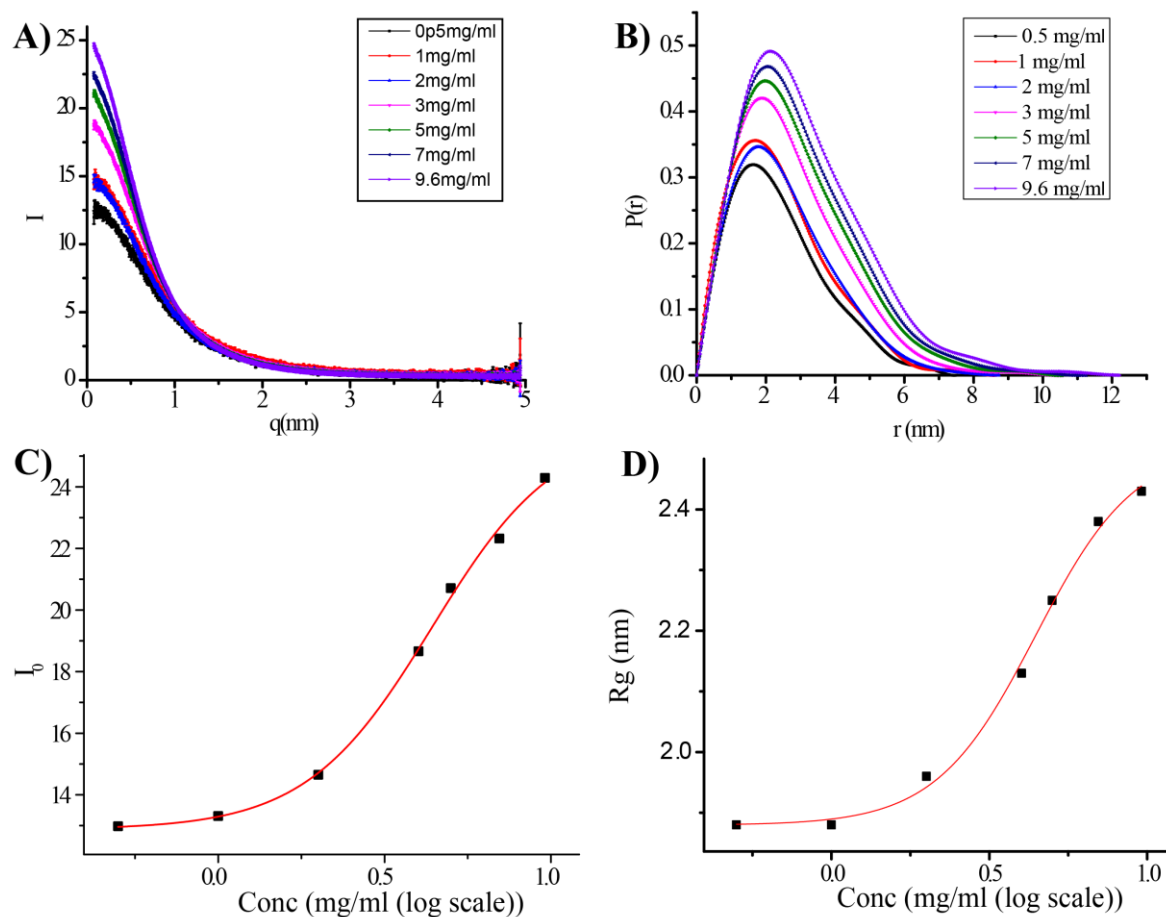 A)
25
20
15
10
5
0
I
0 1 2 3 4 5
q(nm)
0p5mg/ml
1mg/ml
2mg/ml
3mg/ml
5mg/ml
7mg/ml
9.6mg/ml
B)
0.5
0.4
0.3
0.2
0.1
0.0
P(r)
0 2 4 6 8 10 12
r (nm)
0.5 mg/ml
1 mg/ml
2 mg/ml
3 mg/ml
5 mg/ml
7 mg/ml
9.6 mg/ml
C)
24
22
20
18
16
14
I0
0.0 0.5 1.0
Conc (mg/ml (log scale))
D)
2.4
2.2
2.0
Rg (nm)
0.0 0.5 1.0
Conc (mg/ml (log scale))